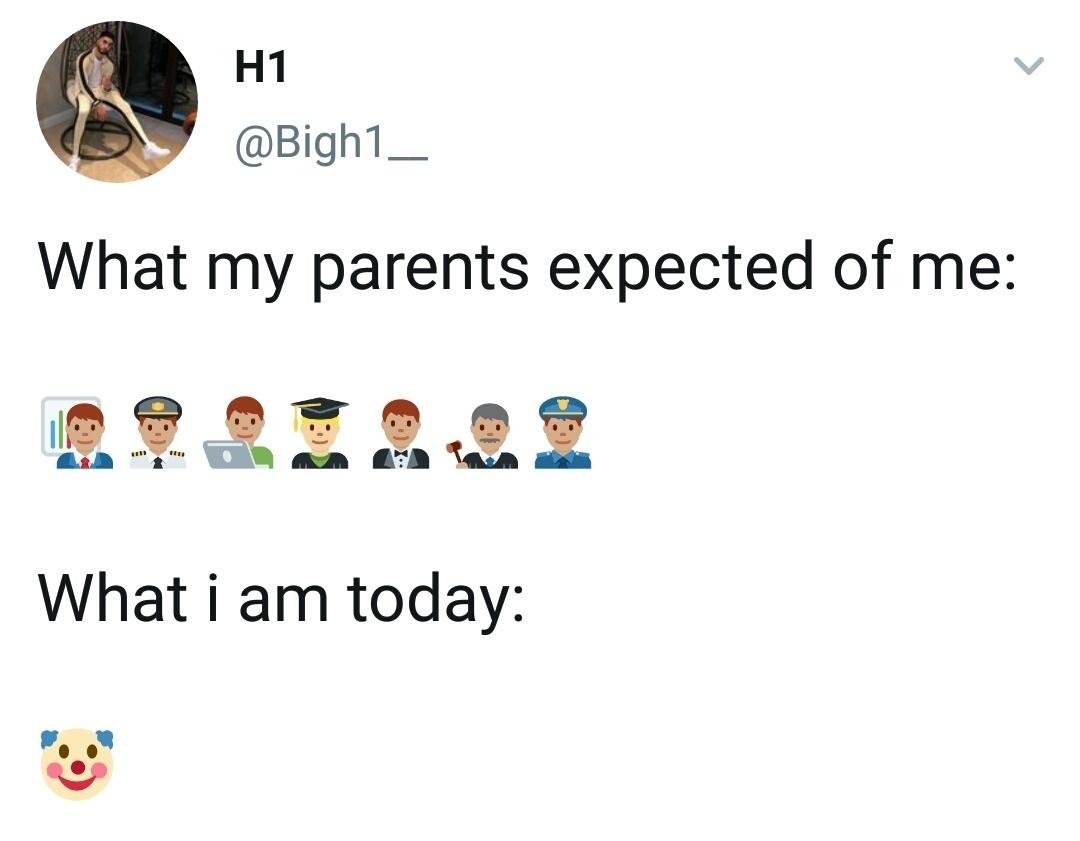 H1
@Bigh1__
What my parents expected of me:
👨🏽‍💼👨🏽‍✈️👨🏽‍💻👨🏼‍🎓🤵🏽👨🏽‍⚖️👮🏽‍♂️
What i am today:
🤡